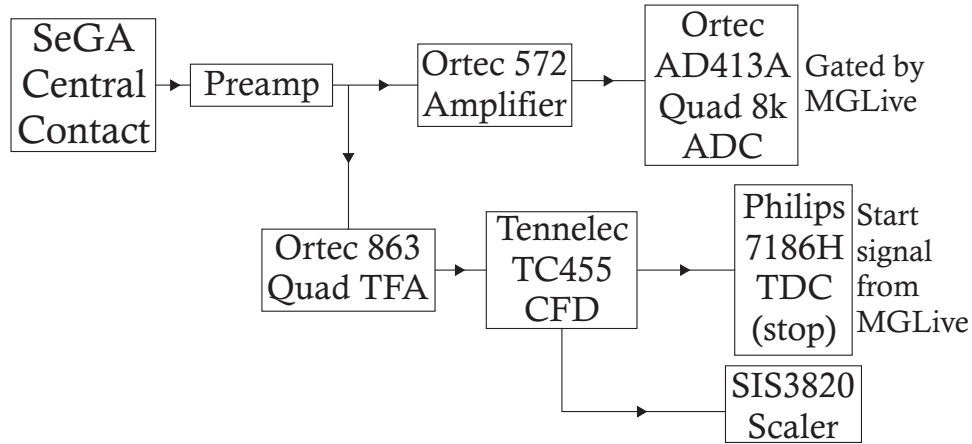 SeGA
Central
Contact
Preamp
Ortec 572
Amplifier
Ortec
AD413A
Quad 8k
ADC
Gated by
MGLive
Ortec 863
Quad TFA
Tennelec
TC455
CFD
Philips
7186H
TDC
(stop)
Start
signal
from
MGLive
SIS3820
Scaler